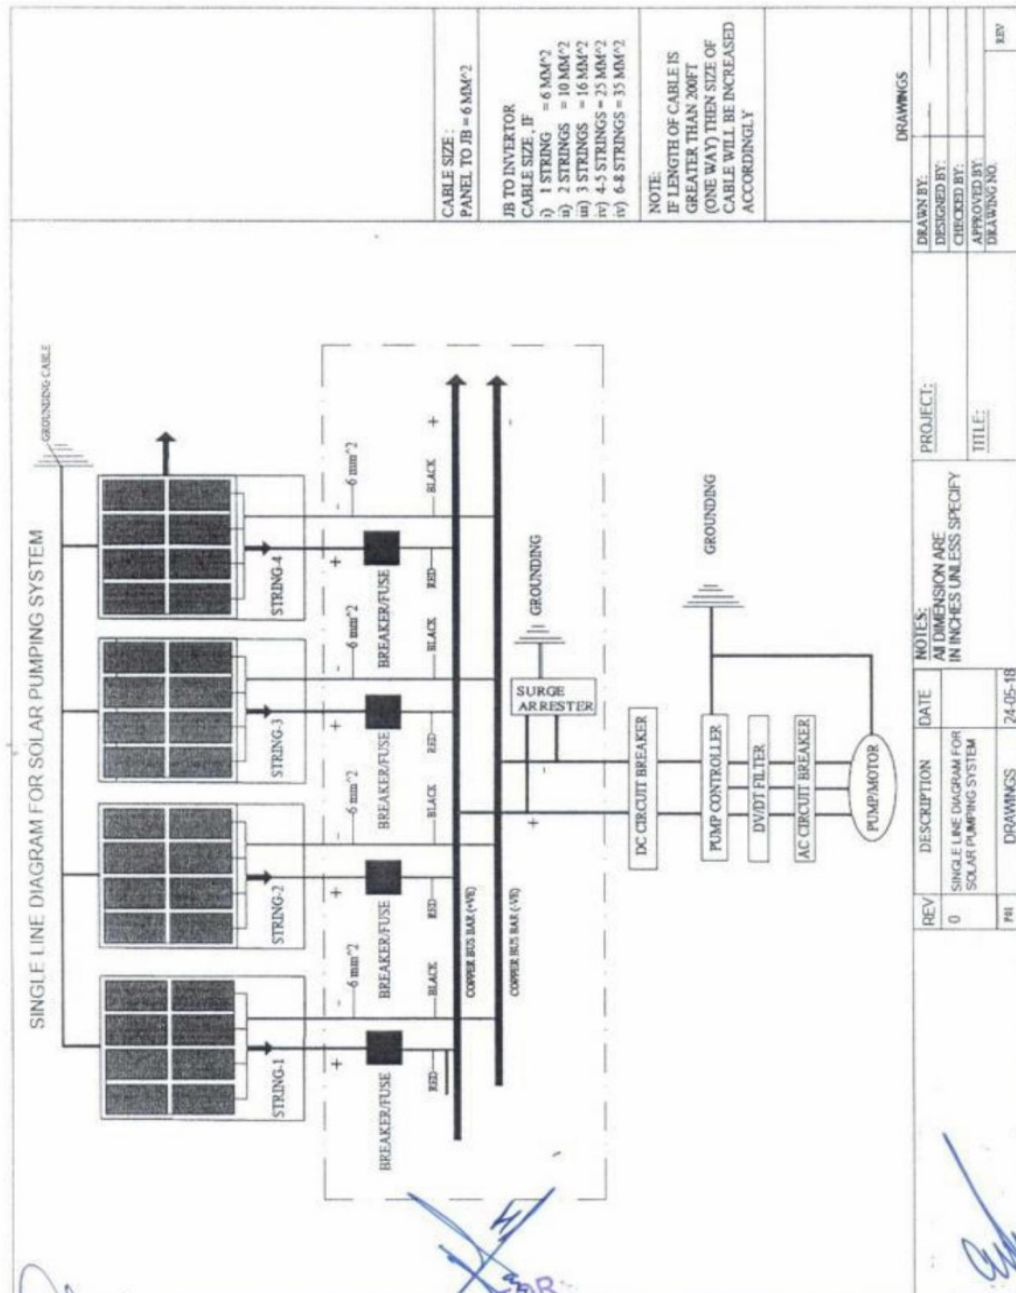 SINGLE LINE DIAGRAM FOR SOLAR PUMPING SYSTEM
GROUNDING CABLE
STRING-1
STRING-2
STRING-3
STRING-4
+
-
6 mm^2
+
-
6 mm^2
+
-
6 mm^2
+
-
6 mm^2
BREAKER/FUSE
BREAKER/FUSE
BREAKER/FUSE
BREAKER/FUSE
RED
BLACK
RED
BLACK
RED
BLACK
RED
BLACK
+
COPPER BUS BAR (+VE)
-
COPPER BUS BAR (-VE)
+
-
SURGE
ARRESTER
GROUNDING
DC CIRCUIT BREAKER
PUMP CONTROLLER
GROUNDING
DV/DT FILTER
AC CIRCUIT BREAKER
PUMP/MOTOR
CABLE SIZE :
PANEL TO JB = 6 MM^2
JB TO INVERTOR
CABLE SIZE , IF
i) 1 STRING = 6 MM^2
ii) 2 STRINGS = 10 MM^2
iii) 3 STRINGS = 16 MM^2
iv) 4-5 STRINGS = 25 MM^2
iv) 6-8 STRINGS = 35 MM^2
NOTE:
IF LENGTH OF CABLE IS
GREATER THAN 200FT
(ONE WAY) THEN SIZE OF
CABLE WILL BE INCREASED
ACCORDINGLY
DRAWINGS
REV DESCRIPTION DATE
0 SINGLE LINE DIAGRAM FOR
SOLAR PUMPING SYSTEM
P01 DRAWINGS 24-05-18
NOTES:
All DIMENSION ARE
IN INCHES UNLESS SPECIFY
PROJECT:
TITLE:
DRAWN BY:
DESIGNED BY:
CHECKED BY:
APPROVED BY:
DRAWING NO.
REV